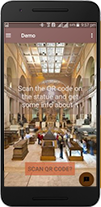 Demo
Scan the QR code on
the statue and get
some info about it
SCAN QR CODE!